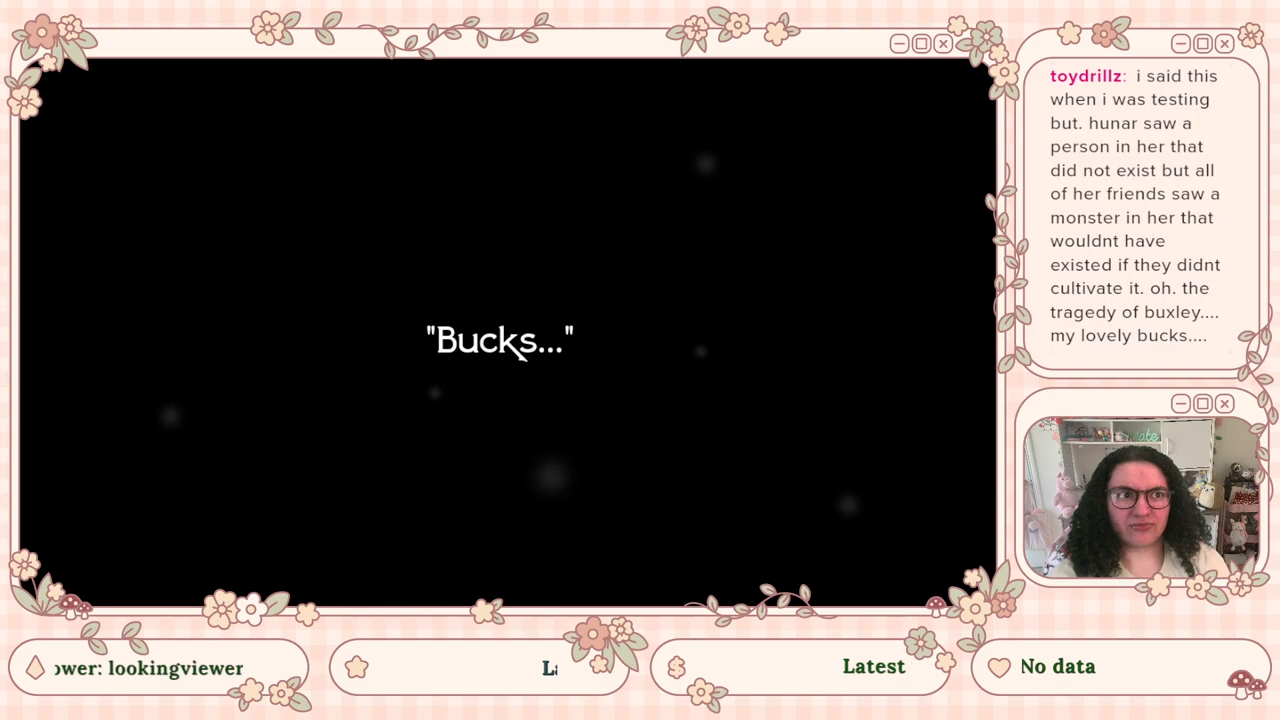 toydrillz: i said this
when i was testing
but. hunar saw a
person in her that
did not exist but all
of her friends saw a
monster in her that
wouldnt have
existed if they didnt
cultivate it. oh. the
tragedy of buxley....
my lovely bucks....
"Bucks..."
ower: lookingviewer
Latest
No data